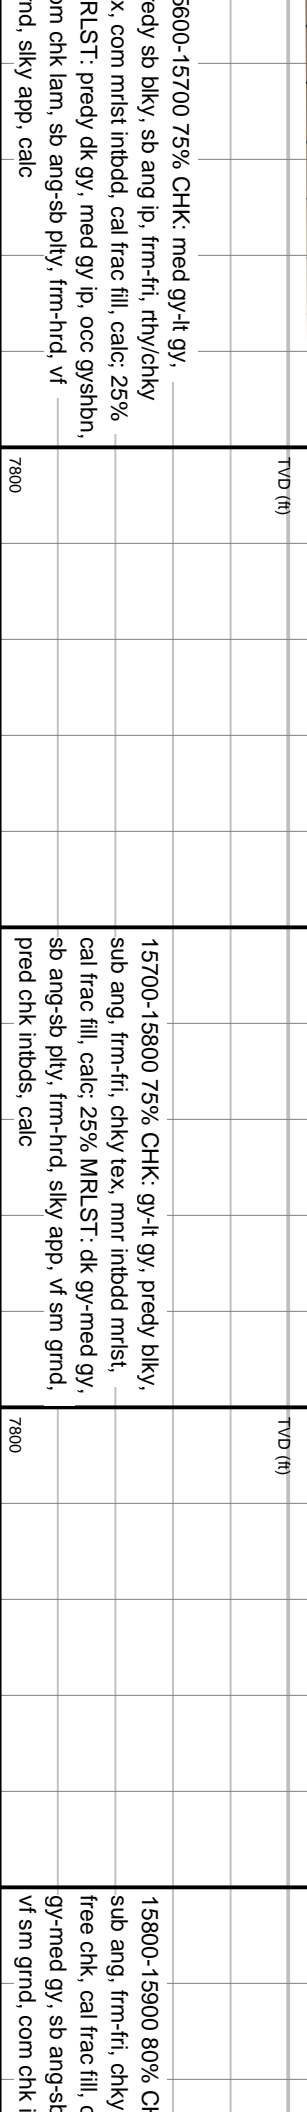 5600-15700 75% CHK: med gy-lt gy,
redy sb blky, sb ang ip, frm-fri, rthy/chky
x, com mrlst intbdd, cal frac fill, calc; 25%
RLST: predy dk gy, med gy ip, occ gyshbn,
om chk lam, sb ang-sb plty, frm-hrd, vf
rnd, slky app, calc
TVD (ft)
7800
15700-15800 75% CHK: gy-lt gy, predy blky,
sub ang, frm-fri, chky tex, mnr intbdd mrlst,
cal frac fill, calc; 25% MRLST: dk gy-med gy,
sb ang-sb plty, frm-hrd, slky app, vf sm grnd,
pred chk intbds, calc
TVD (ft)
7800
15800-15900 80% CH
sub ang, frm-fri, chky
free chk, cal frac fill, c
gy-med gy, sb ang-sb
vf sm grnd, com chk i